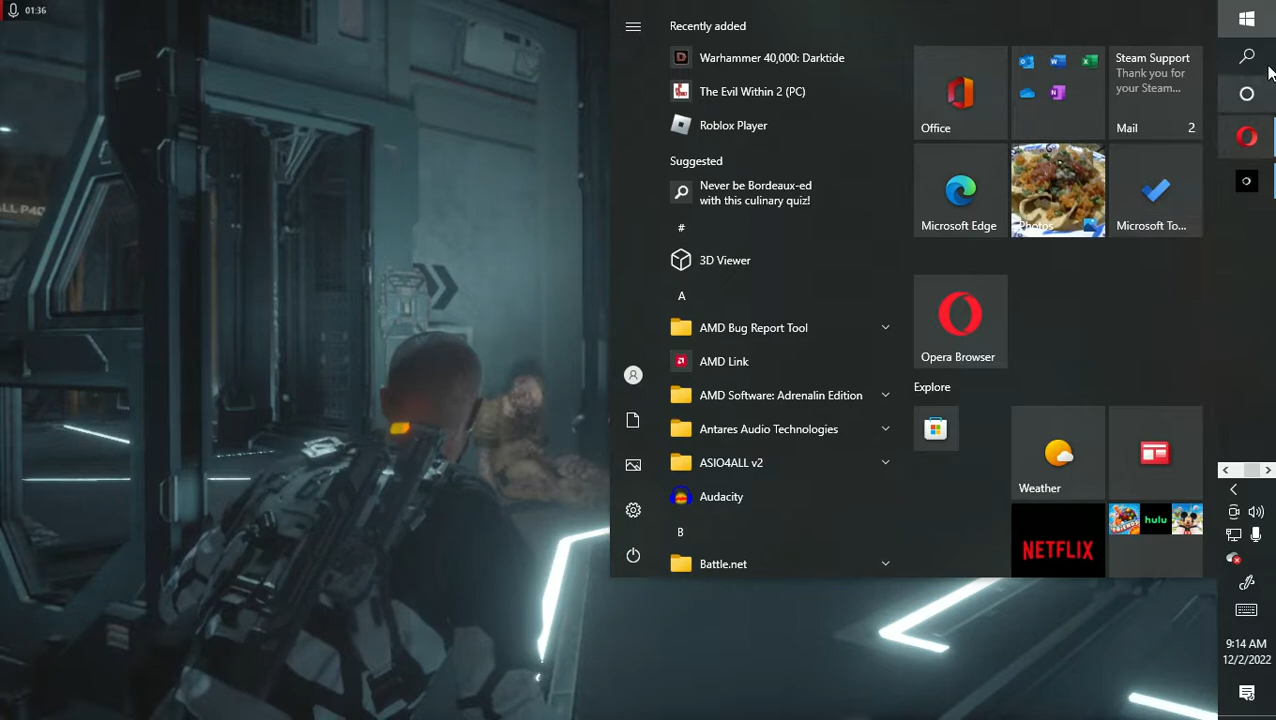 01:36
ALL P40
Recently added
Warhammer 40,000: Darktide
The Evil Within 2 (PC)
Roblox Player
Suggested
Never be Bordeaux-ed
with this culinary quiz!
#
3D Viewer
A
AMD Bug Report Tool
AMD Link
AMD Software: Adrenalin Edition
Antares Audio Technologies
ASIO4ALL v2
Audacity
B
Battle.net
Office
Steam Support
Thank you for
your Steam...
Mail
2
Microsoft Edge
Photos
Microsoft To...
Opera Browser
Explore
Weather
NETFLIX
hulu
9:14 AM
12/2/2022